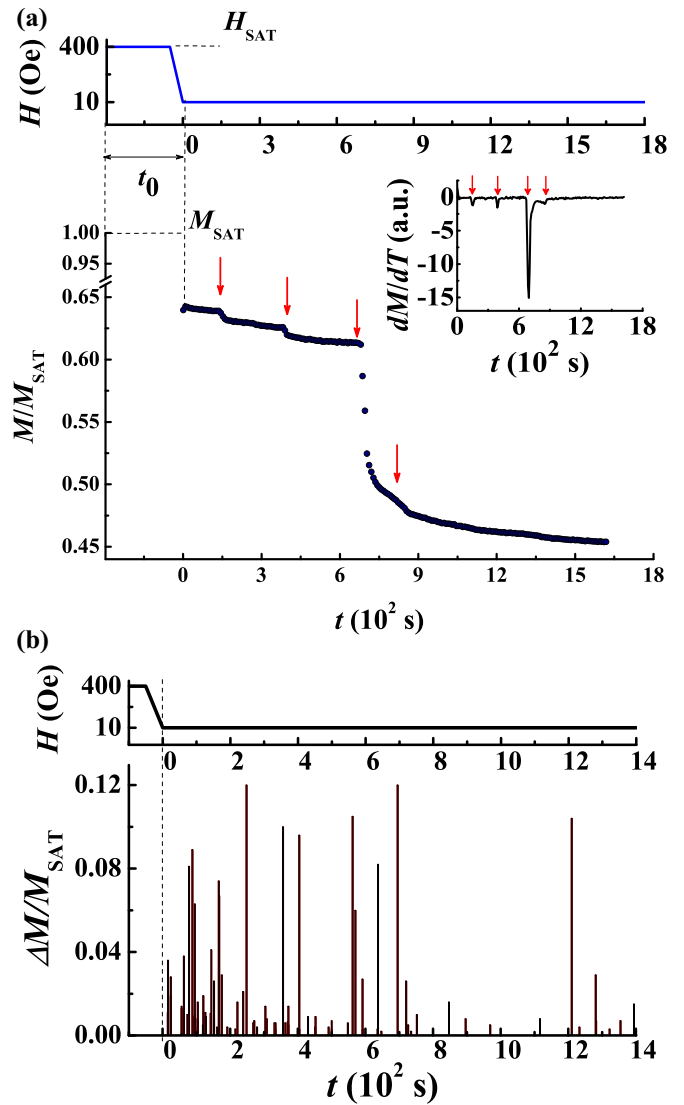 (a)
H_SAT
400
10
H (Oe)
0 3 6 9 12 15 18
t_0
M_SAT
1.00
0.95
0.65
0.60
0.55
0.50
0.45
M/M_SAT
0
-5
-10
-15
dM/dT (a.u.)
0 6 12 18
t (10^2 s)
0 3 6 9 12 15 18
t (10^2 s)
(b)
400
10
H (Oe)
0 2 4 6 8 10 12 14
0.12
0.08
0.04
0.00
ΔM/M_SAT
0 2 4 6 8 10 12 14
t (10^2 s)